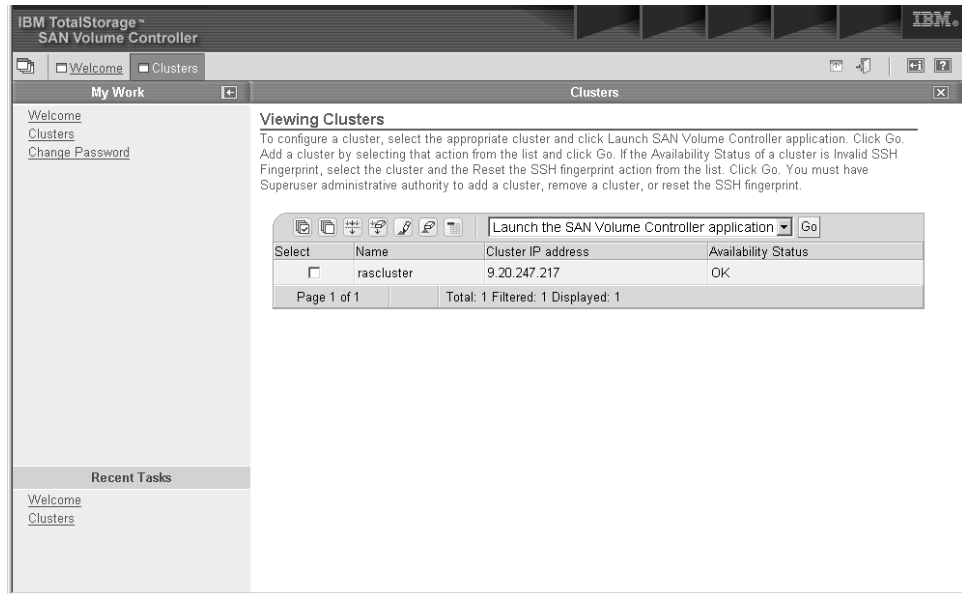 IBM TotalStorage™
SAN Volume Controller
IBM®
Welcome
Clusters
My Work
Clusters
Welcome
Clusters
Change Password
Viewing Clusters
To configure a cluster, select the appropriate cluster and click Launch SAN Volume Controller application. Click Go.
Add a cluster by selecting that action from the list and click Go. If the Availability Status of a cluster is Invalid SSH
Fingerprint, select the cluster and the Reset the SSH fingerprint action from the list. Click Go. You must have
Superuser administrative authority to add a cluster, remove a cluster, or reset the SSH fingerprint.
Launch the SAN Volume Controller application Go
Select Name Cluster IP address Availability Status
rascluster 9.20.247.217 OK
Page 1 of 1 Total: 1 Filtered: 1 Displayed: 1
Recent Tasks
Welcome
Clusters